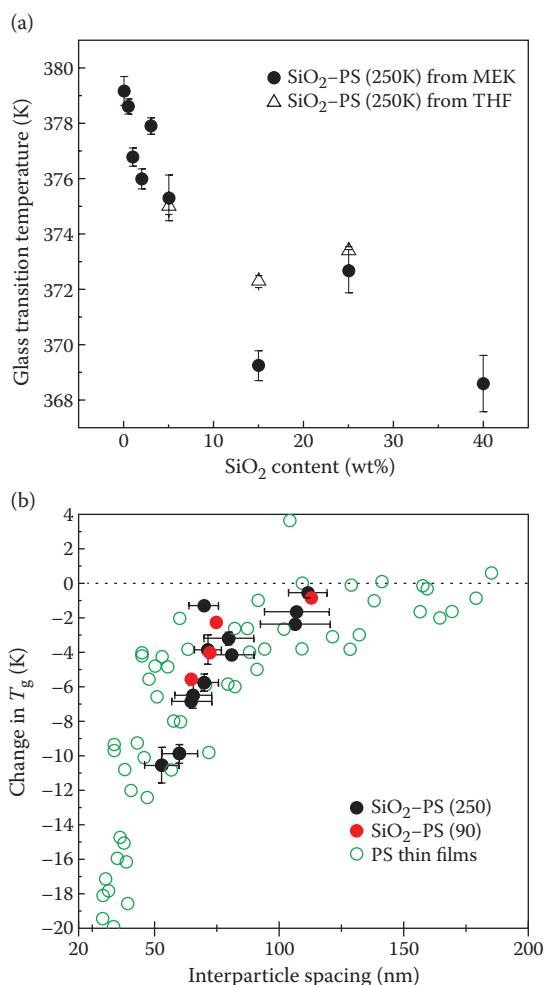 (a)
380
378
376
374
372
370
368
Glass transition temperature (K)
SiO₂–PS (250K) from MEK
SiO₂–PS (250K) from THF
0 10 20 30 40
SiO₂ content (wt%)
(b)
4
2
0
−2
−4
−6
−8
−10
−12
−14
−16
−18
−20
Change in Tg (K)
SiO₂–PS (250)
SiO₂–PS (90)
PS thin films
20 50 100 150 200
Interparticle spacing (nm)